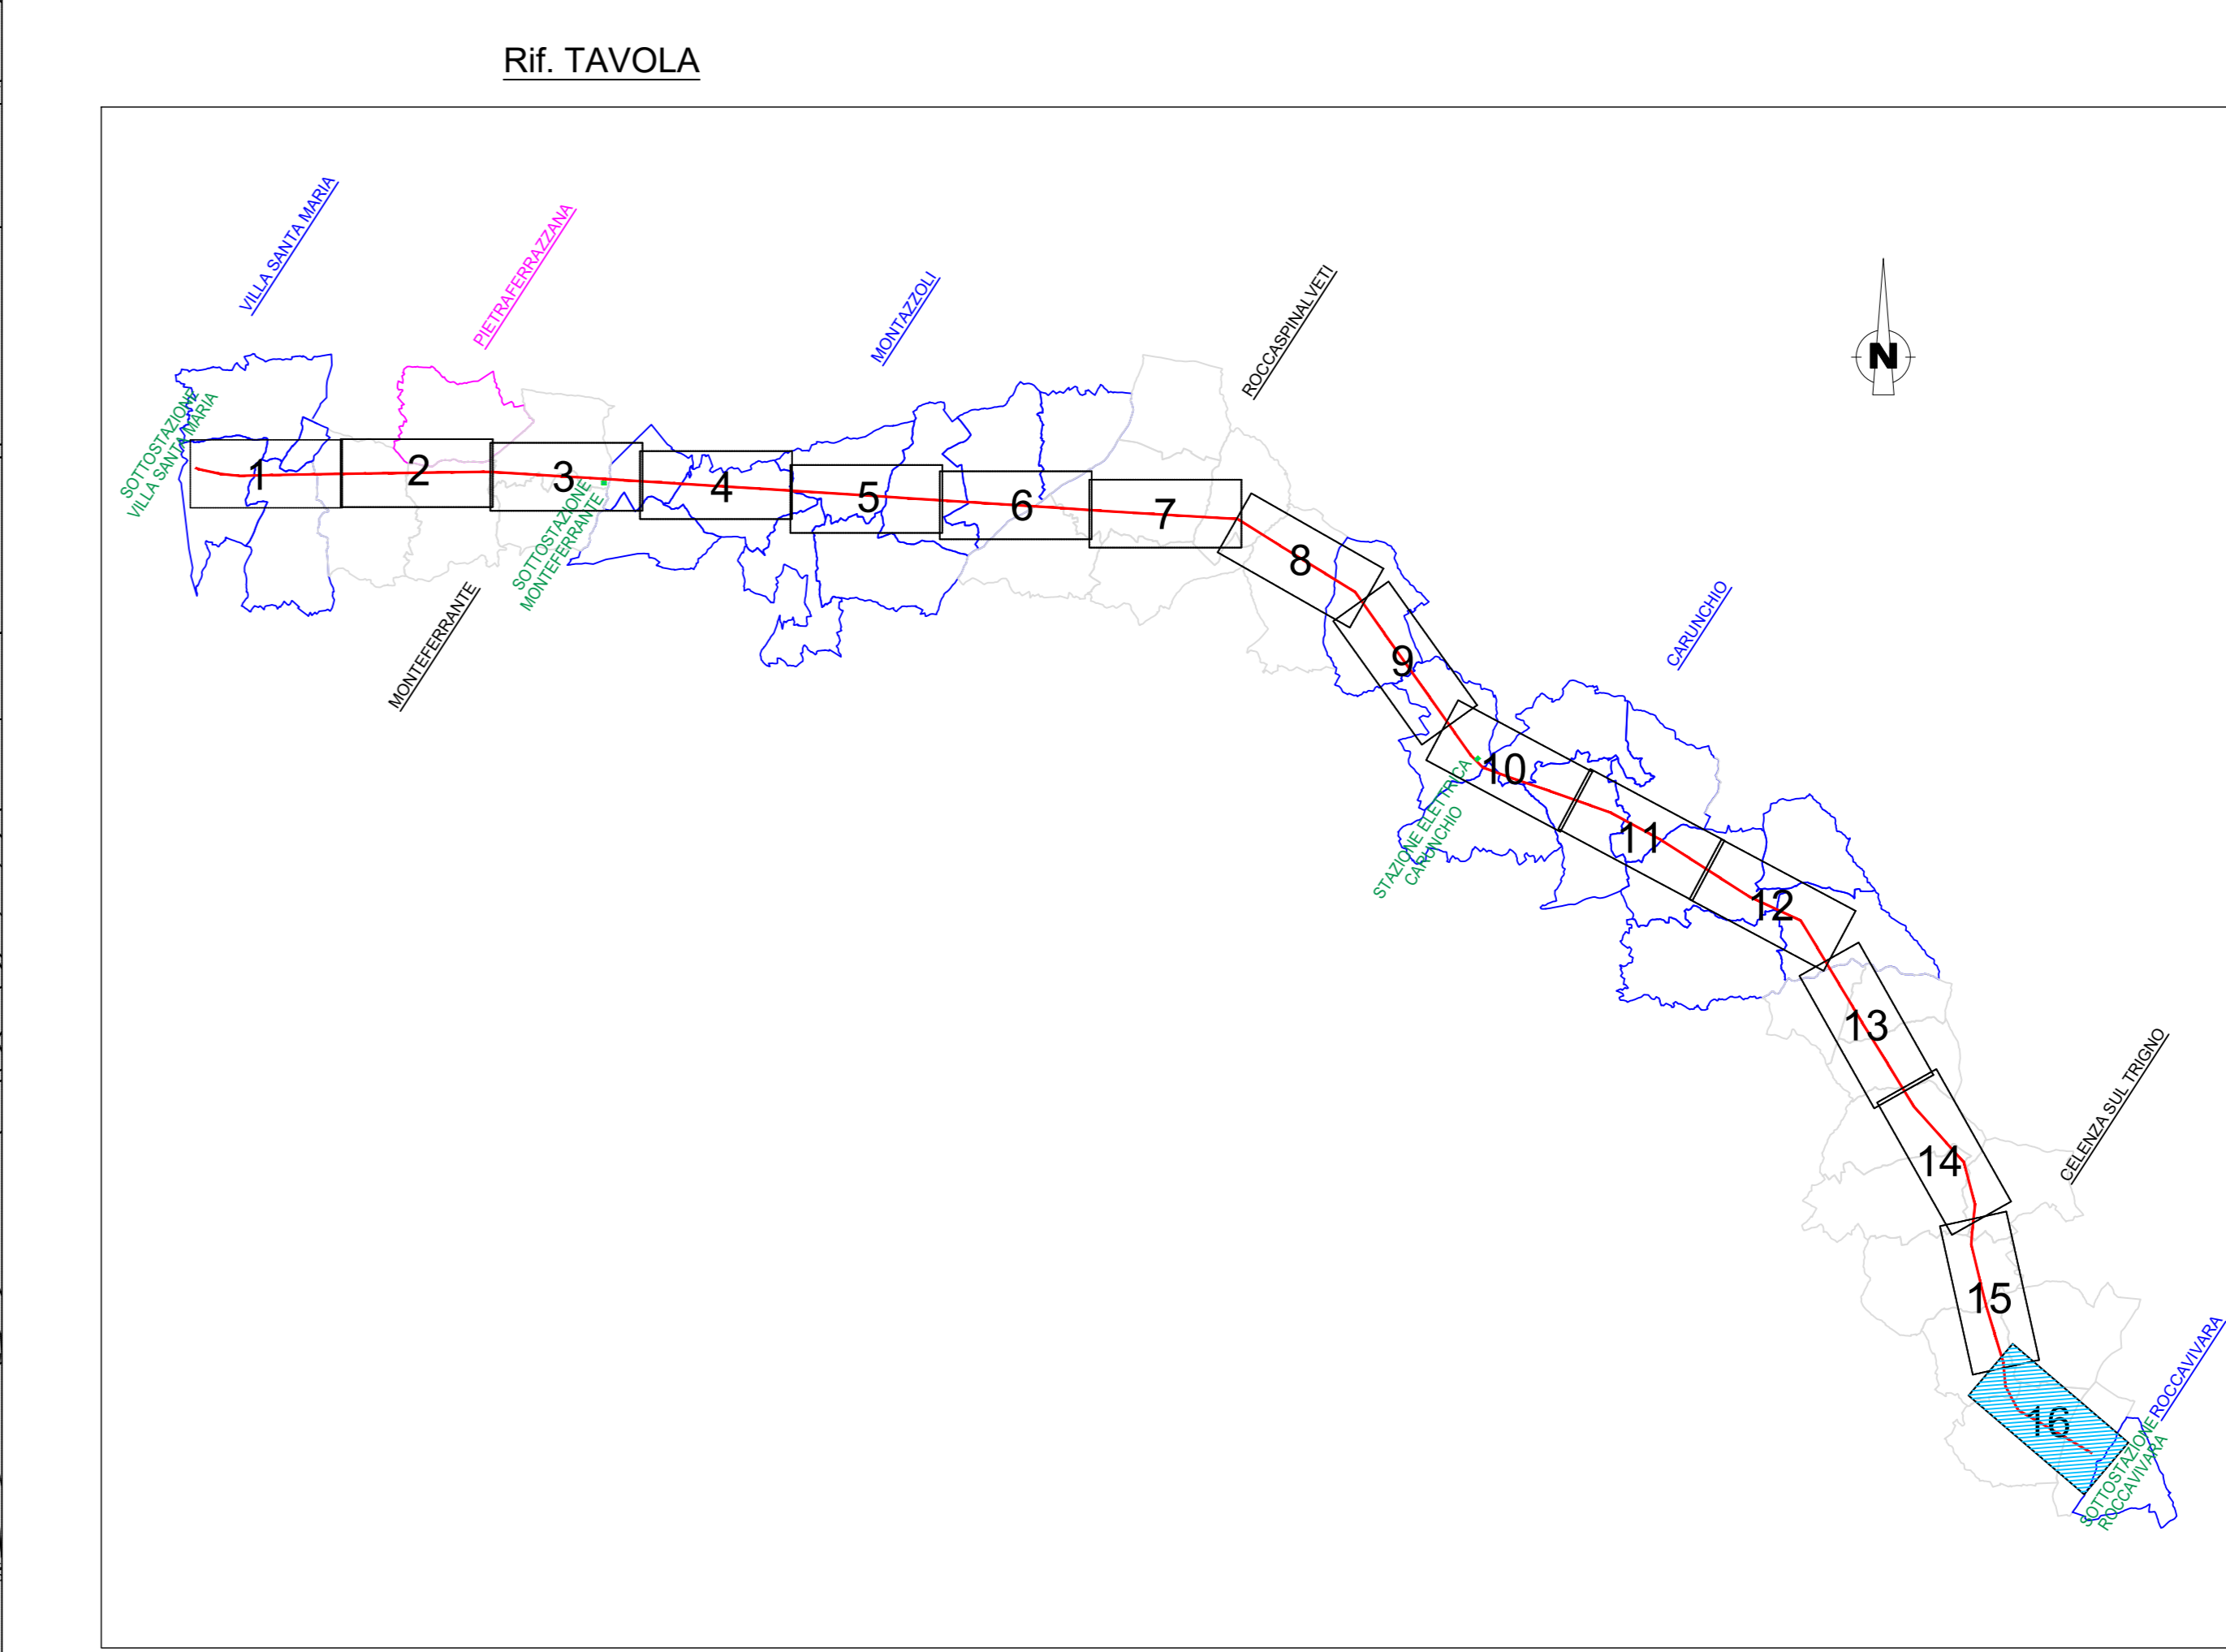 Rif. TAVOLA
VILLA SANTA MARIA
PIETRAFERRAZZANA
MONTAZZOLI
ROCCASPINALVETI
N
SOTTOSTAZIONE
VILLA SANTA MARIA
1
2
3
4
5
6
7
8
SOTTOSTAZIONE
MONTEFERRANTE
MONTEFERRANTE
CARUNCHIO
9
10
STAZIONE ELETTRICA
CARUNCHIO
11
12
13
CELENZA SUL TRIGNO
14
15
ROCCAVIVARA
16
SOTTOSTAZIONE
ROCCAVIVARA